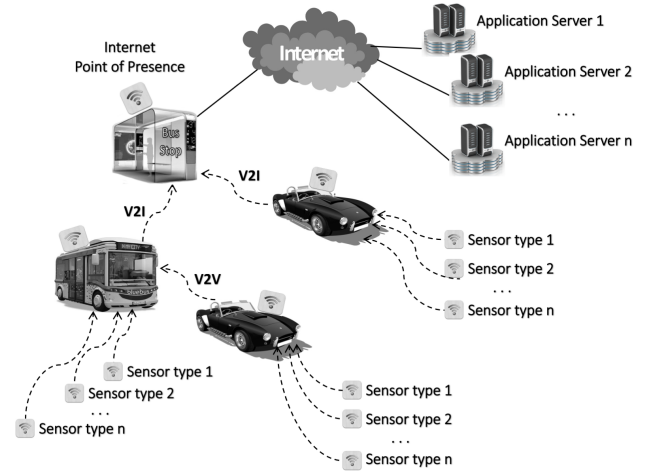 Internet
Point of Presence
Internet
Application Server 1
Application Server 2
. . .
Application Server n
Bus
Stop
V2I
V2I
V2V
bluebus
Sensor type 1
Sensor type 2
. . .
Sensor type n
Sensor type 1
Sensor type 2
. . .
Sensor type n
Sensor type 1
Sensor type 2
. . .
Sensor type n